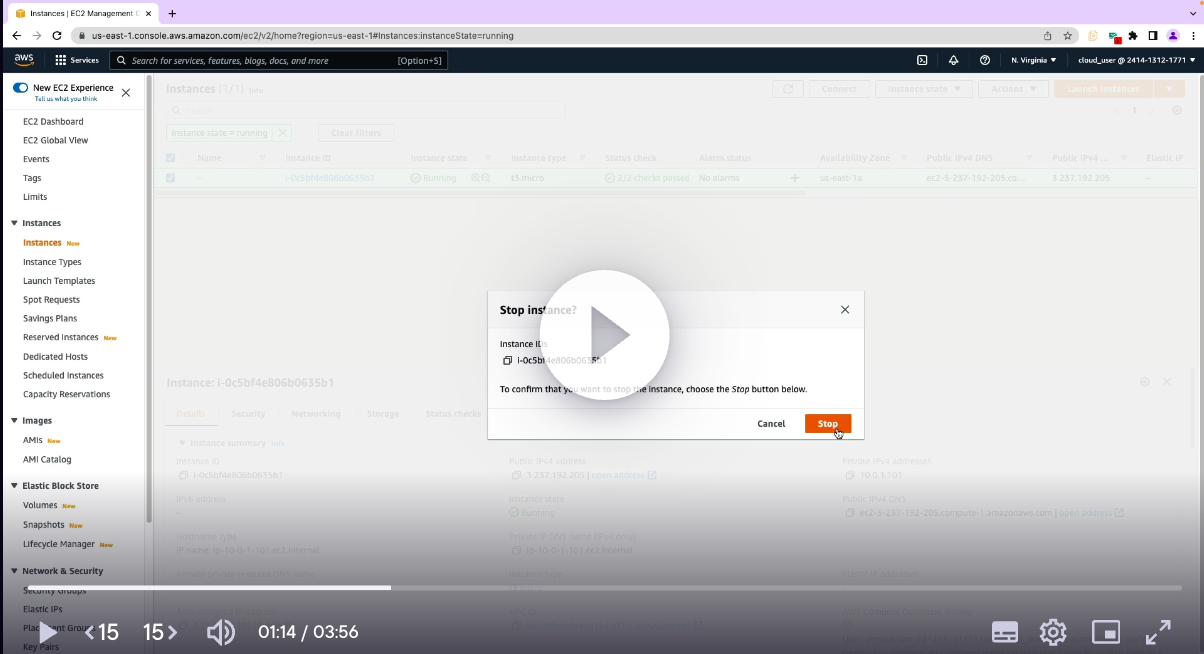 Instances | EC2 Management C
us-east-1.console.aws.amazon.com/ec2/v2/home?region=us-east-1#Instances:instanceState=running
aws Services Search for services, features, blogs, docs, and more [Option+S] N. Virginia cloud_user @ 2414-1312-1771
New EC2 Experience
Tell us what you think
EC2 Dashboard
EC2 Global View
Events
Tags
Limits
Instances
Instances New
Instance Types
Launch Templates
Spot Requests
Savings Plans
Reserved Instances New
Dedicated Hosts
Scheduled Instances
Capacity Reservations
Images
AMIs New
AMI Catalog
Elastic Block Store
Volumes New
Snapshots New
Lifecycle Manager New
Network & Security
Security Groups
Elastic IPs
Placement Groups
Key Pairs
Instances (1/1) Info
Connect Instance state Actions Launch instances
Search
1
Instance state = running Clear filters
Name Instance ID Instance state Instance type Status check Alarm status Availability Zone Public IPv4 DNS Public IPv4 ... Elastic IP
– i-0c5bf4e806b0635b1 Running t3.micro 2/2 checks passed No alarms us-east-1a ec2-3-237-192-205.co... 3.237.192.205 –
Stop instance?
Instance IDs
i-0c5bf4e806b0635b1
To confirm that you want to stop the instance, choose the Stop button below.
Cancel Stop
Instance: i-0c5bf4e806b0635b1
Details Security Networking Storage Status checks
Instance summary Info
Instance ID Public IPv4 address Private IPv4 addresses
i-0c5bf4e806b0635b1 3.237.192.205 | open address 10.0.1.101
IPv6 address Instance state Public IPv4 DNS
– Running ec2-3-237-192-205.compute-1.amazonaws.com | open address
Hostname type Private IP DNS name (IPv4 only)
IP name: ip-10-0-1-101.ec2.internal ip-10-0-1-101.ec2.internal
Instance type Elastic IP addresses
15 15 01:14 / 03:56